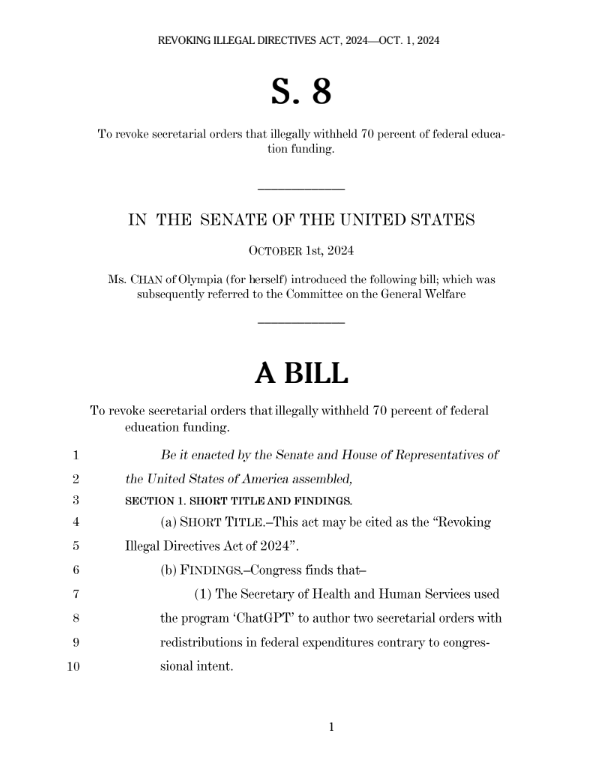 REVOKING ILLEGAL DIRECTIVES ACT, 2024—OCT. 1, 2024
S. 8
To revoke secretarial orders that illegally withheld 70 percent of federal educa-
tion funding.
IN THE SENATE OF THE UNITED STATES
OCTOBER 1st, 2024
Ms. CHAN of Olympia (for herself) introduced the following bill; which was
subsequently referred to the Committee on the General Welfare
A BILL
To revoke secretarial orders that illegally withheld 70 percent of federal
education funding.
1 Be it enacted by the Senate and House of Representatives of
2 the United States of America assembled,
3 SECTION 1. SHORT TITLE AND FINDINGS.
4 (a) SHORT TITLE.–This act may be cited as the “Revoking
5 Illegal Directives Act of 2024”.
6 (b) FINDINGS.–Congress finds that–
7 (1) The Secretary of Health and Human Services used
8 the program ‘ChatGPT’ to author two secretarial orders with
9 redistributions in federal expenditures contrary to congres-
10 sional intent.
1